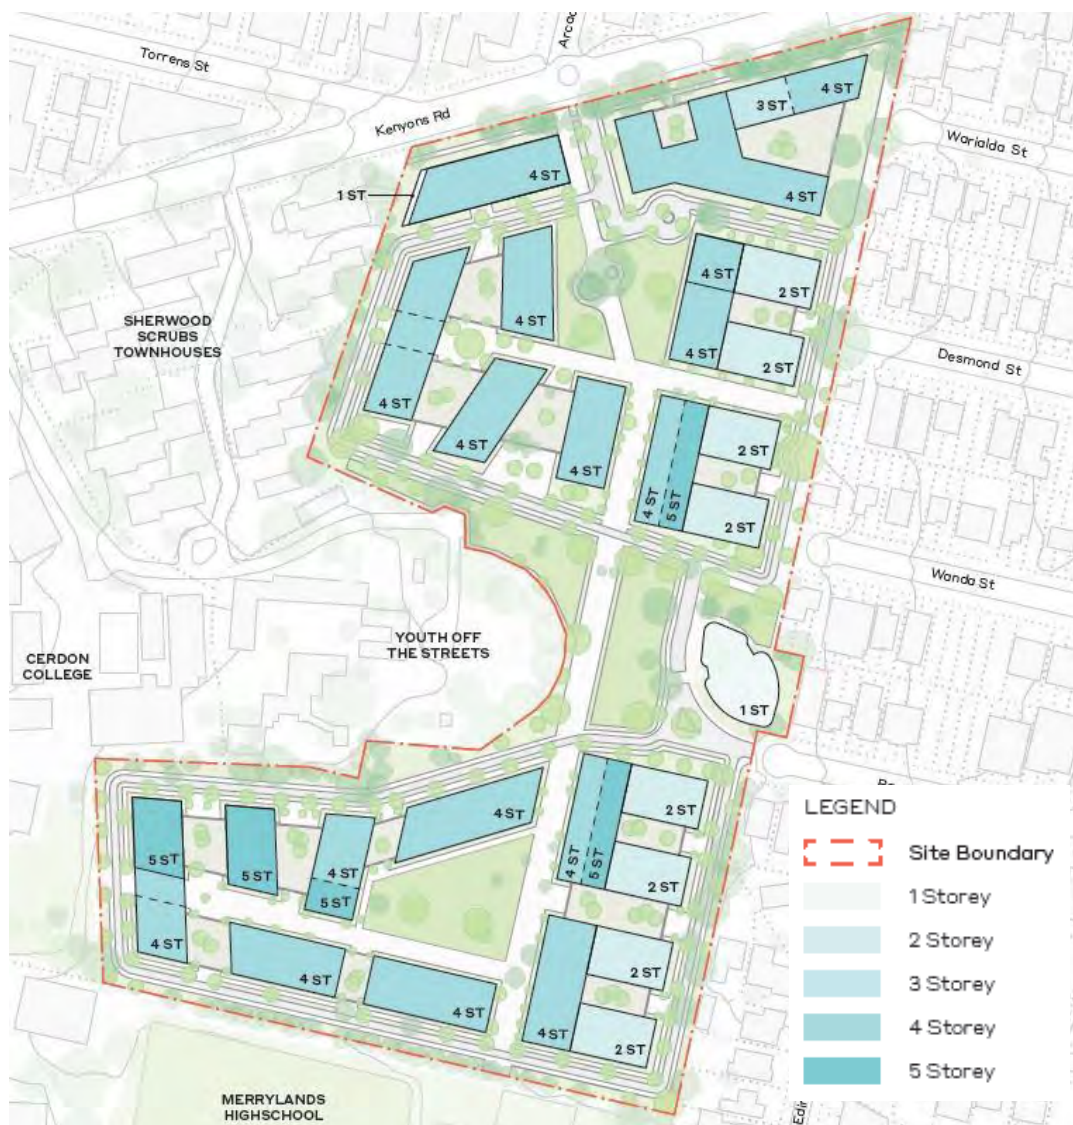 Torrens St
Arcad
Kenyons Rd
3 ST
4 ST
Warialda St
1 ST
4 ST
4 ST
4 ST
2 ST
4 ST
SHERWOOD
SCRUBS
TOWNHOUSES
4 ST
2 ST
Desmond St
4 ST
4 ST
4 ST
2 ST
4 ST
5 ST
2 ST
Wanda St
YOUTH OFF
THE STREETS
CERDON
COLLEGE
1 ST
4 ST
2 ST
5 ST
5 ST
4 ST
5 ST
4 ST
5 ST
2 ST
4 ST
4 ST
4 ST
2 ST
4 ST
2 ST
MERRYLANDS
HIGHSCHOOL
LEGEND
Site Boundary
1 Storey
2 Storey
3 Storey
4 Storey
5 Storey